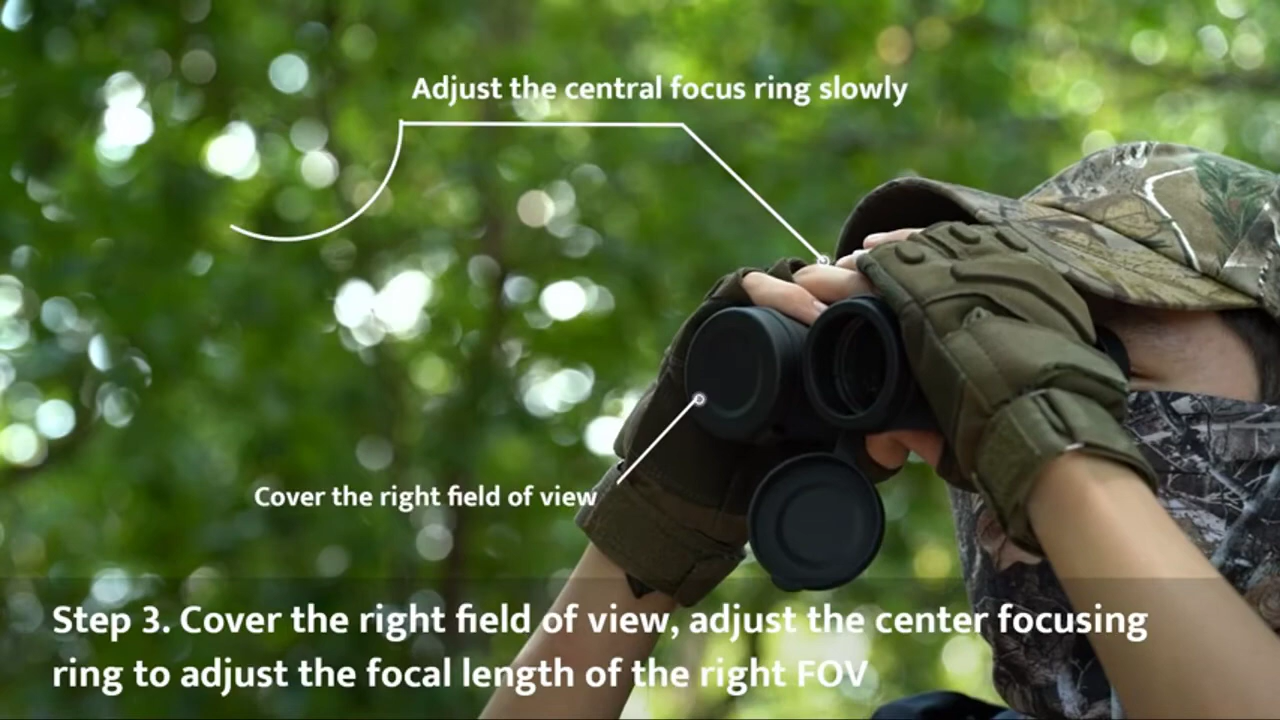 Adjust the central focus ring slowly
Cover the right field of view
Step 3. Cover the right field of view, adjust the center focusing
ring to adjust the focal length of the right FOV